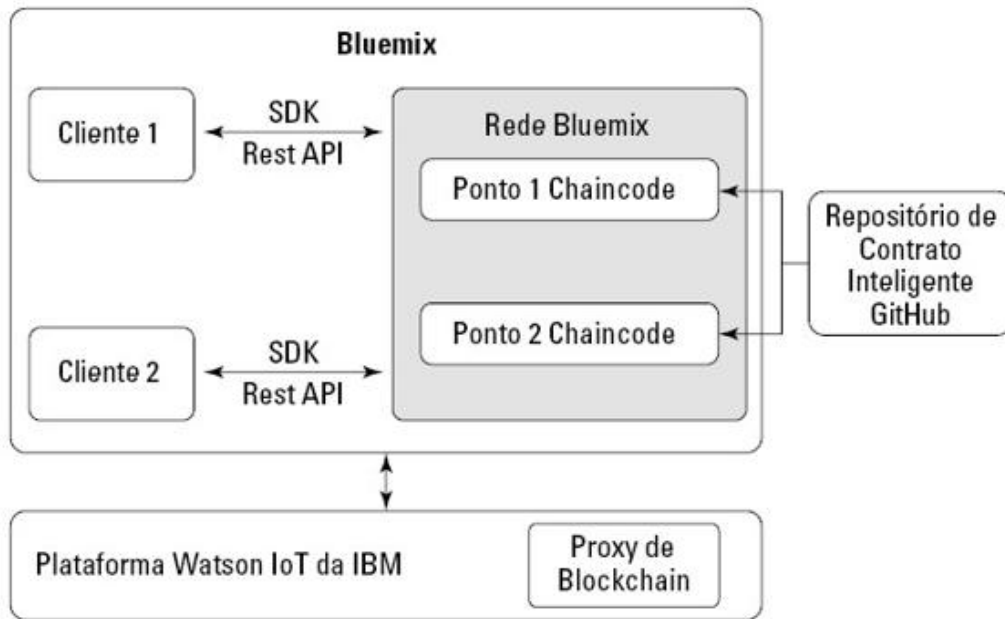 Bluemix
Cliente 1
SDK
Rest API
Rede Bluemix
Ponto 1 Chaincode
Ponto 2 Chaincode
Repositório de
Contrato
Inteligente
GitHub
Cliente 2
SDK
Rest API
Plataforma Watson IoT da IBM
Proxy de
Blockchain